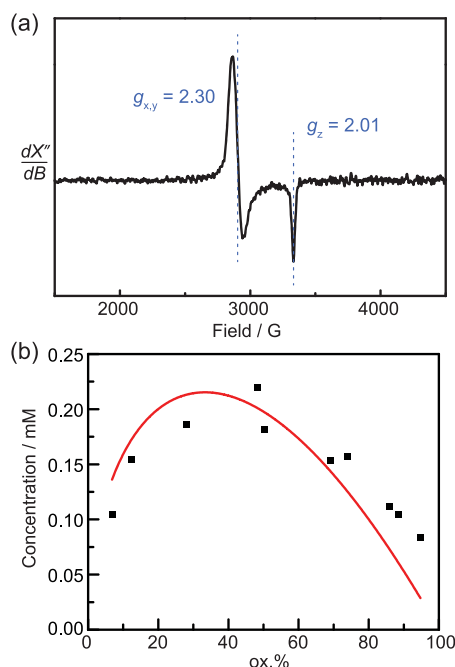 (a)
g_x,y = 2.30
g_z = 2.01
dX″
dB
2000 3000 4000
Field / G
(b)
0.25
0.20
0.15
0.10
0.05
0.00
Concentration / mM
0 20 40 60 80 100
ox.%